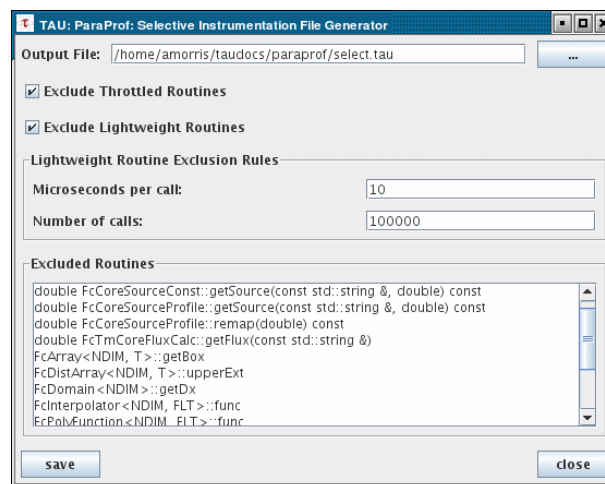 TAU: ParaProf: Selective Instrumentation File Generator
Output File: /home/amorris/taudocs/paraprof/select.tau ...
Exclude Throttled Routines
Exclude Lightweight Routines
Lightweight Routine Exclusion Rules
Microseconds per call: 10
Number of calls: 100000
Excluded Routines
double FcCoreSourceConst::getSource(const std::string &, double) const
double FcCoreSourceProfile::getSource(const std::string &, double) const
double FcCoreSourceProfile::remap(double) const
double FcTmCoreFluxCalc::getFlux(const std::string &)
FcArray<NDIM, T>::getBox
FcDistArray<NDIM, T>::upperExt
FcDomain<NDIM>::getDx
FcInterpolator<NDIM, FLT>::func
FcPolyFunction<NDIM, FLT>::func
save close